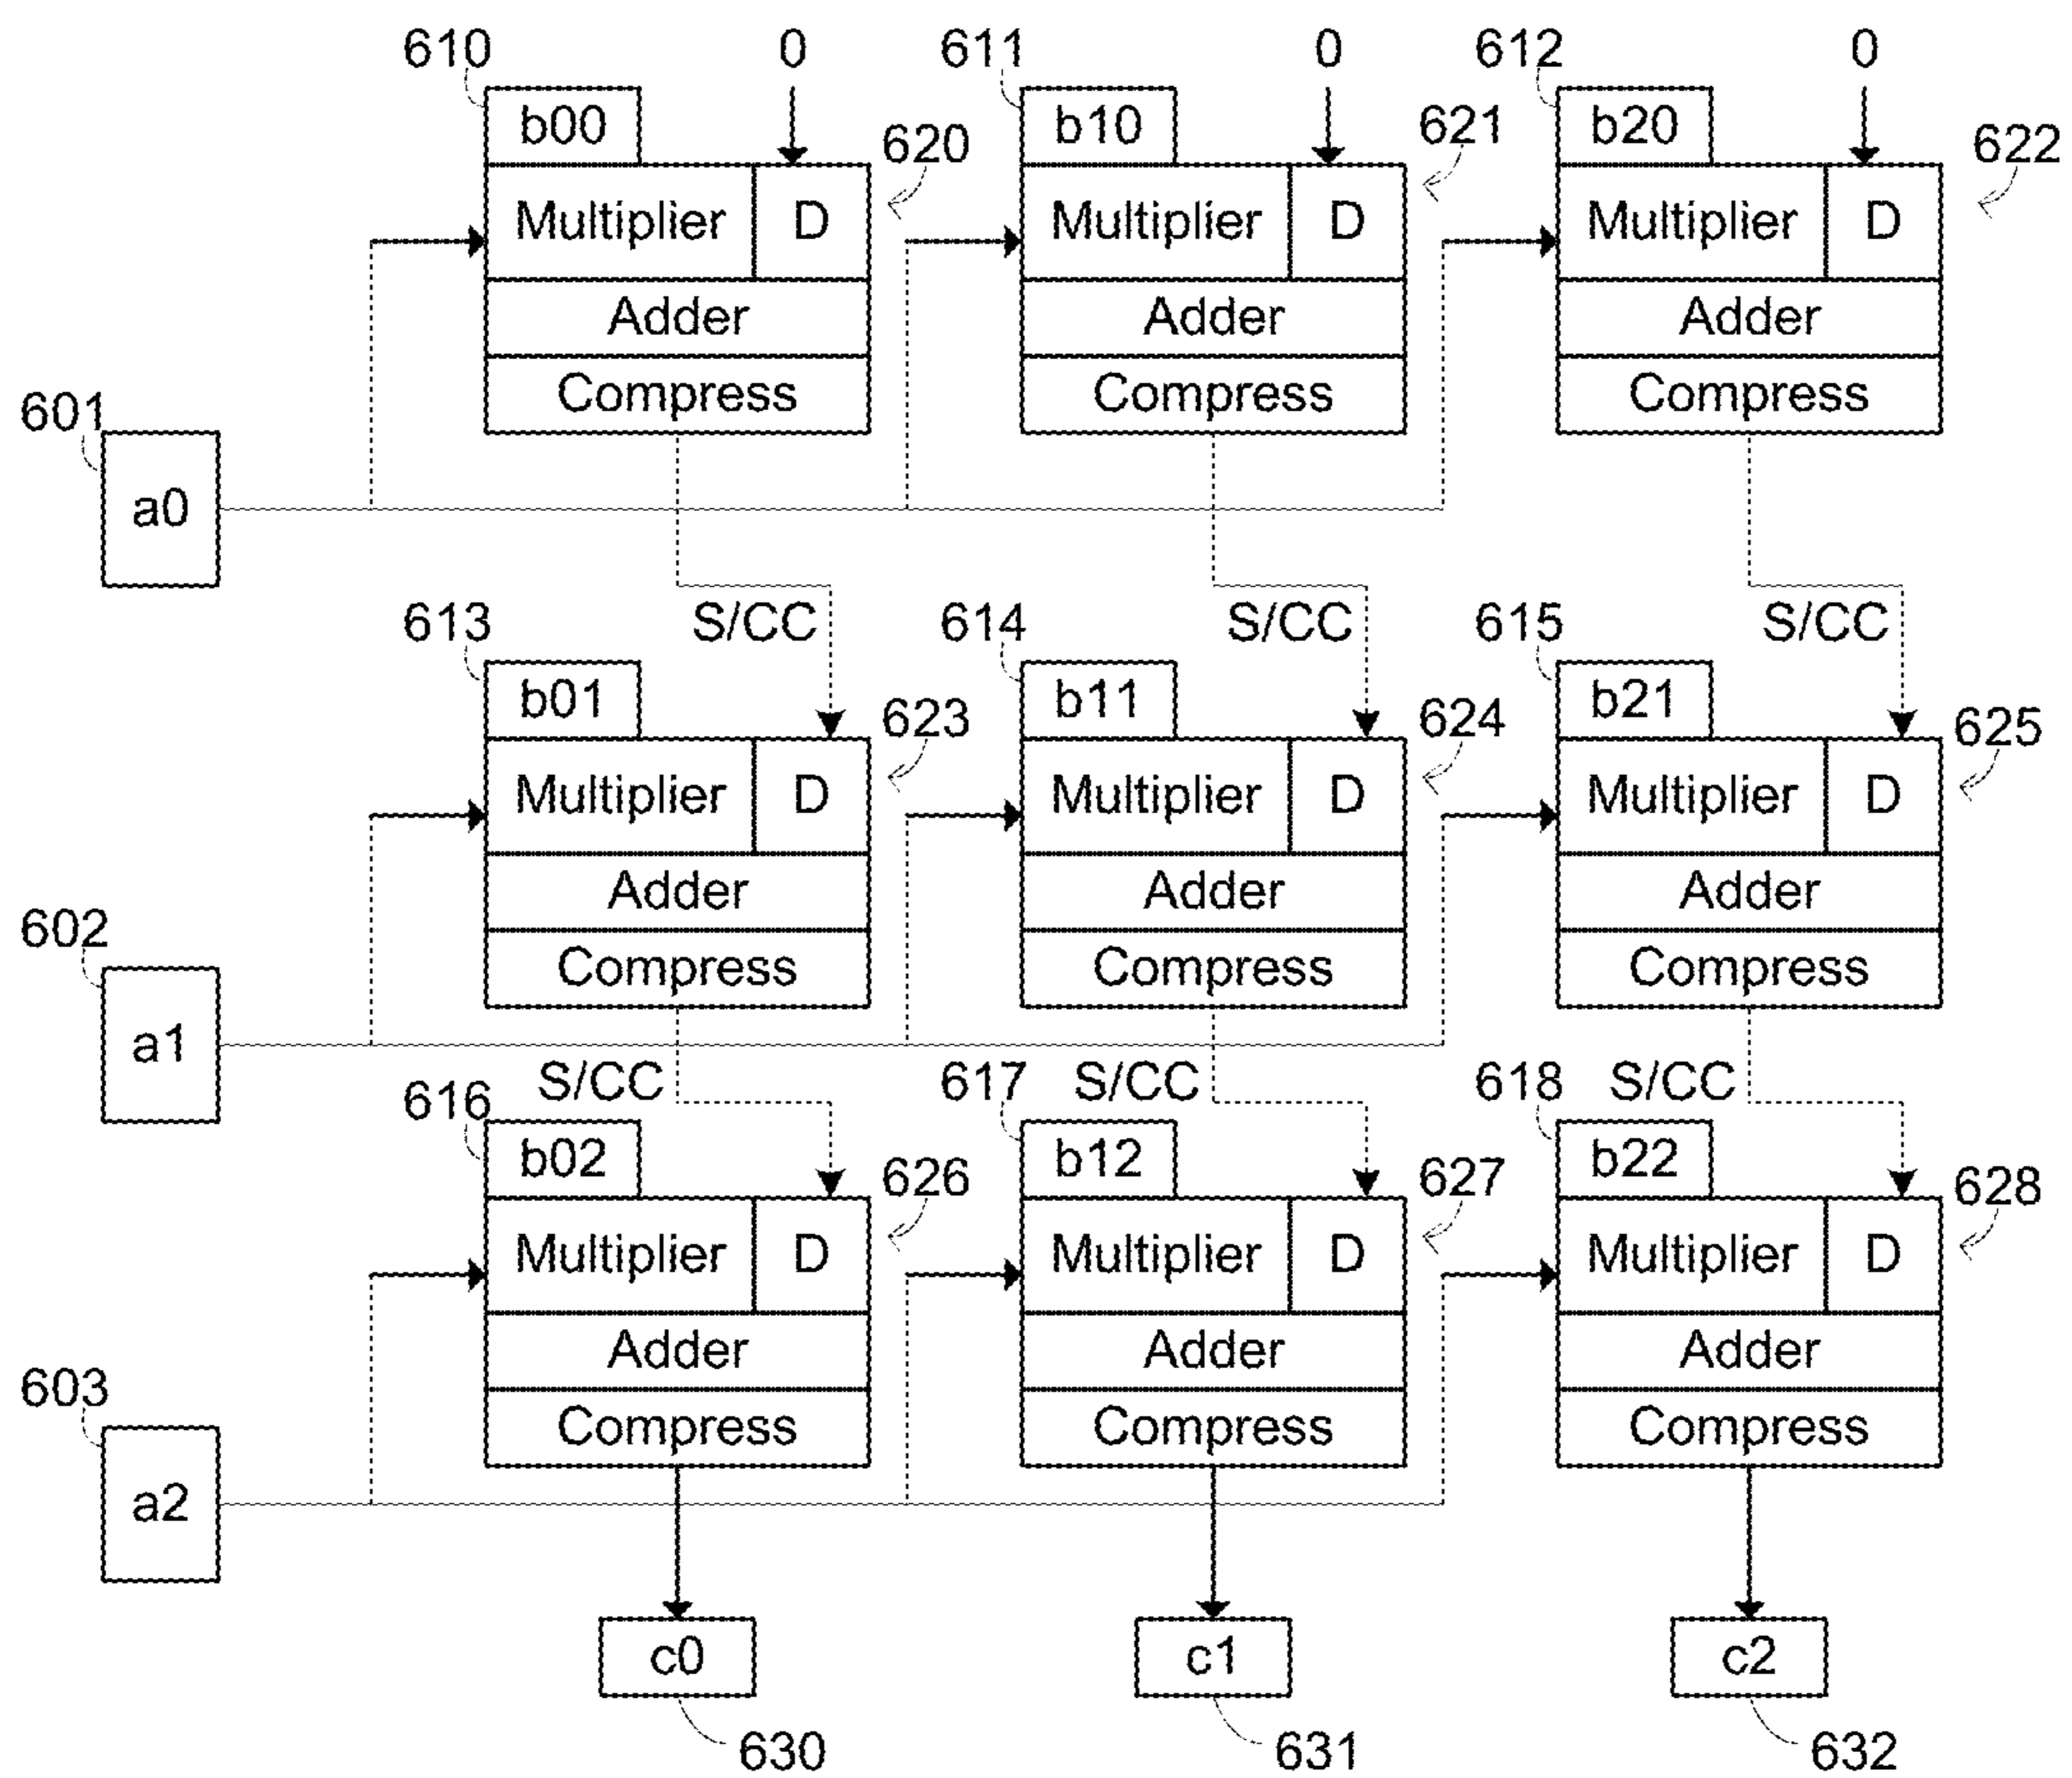 610 0 611 0 612 0
b00 b10 b20
620 621 622
Multiplier D Multiplier D Multiplier D
Adder Adder Adder
Compress Compress Compress
601
a0
613 S/CC 614 S/CC 615 S/CC
b01 b11 b21
623 624 625
Multiplier D Multiplier D Multiplier D
Adder Adder Adder
602
Compress Compress Compress
a1
616 S/CC 617 S/CC 618 S/CC
b02 b12 b22
626 627 628
Multiplier D Multiplier D Multiplier D
Adder Adder Adder
603
Compress Compress Compress
a2
c0 c1 c2
630 631 632